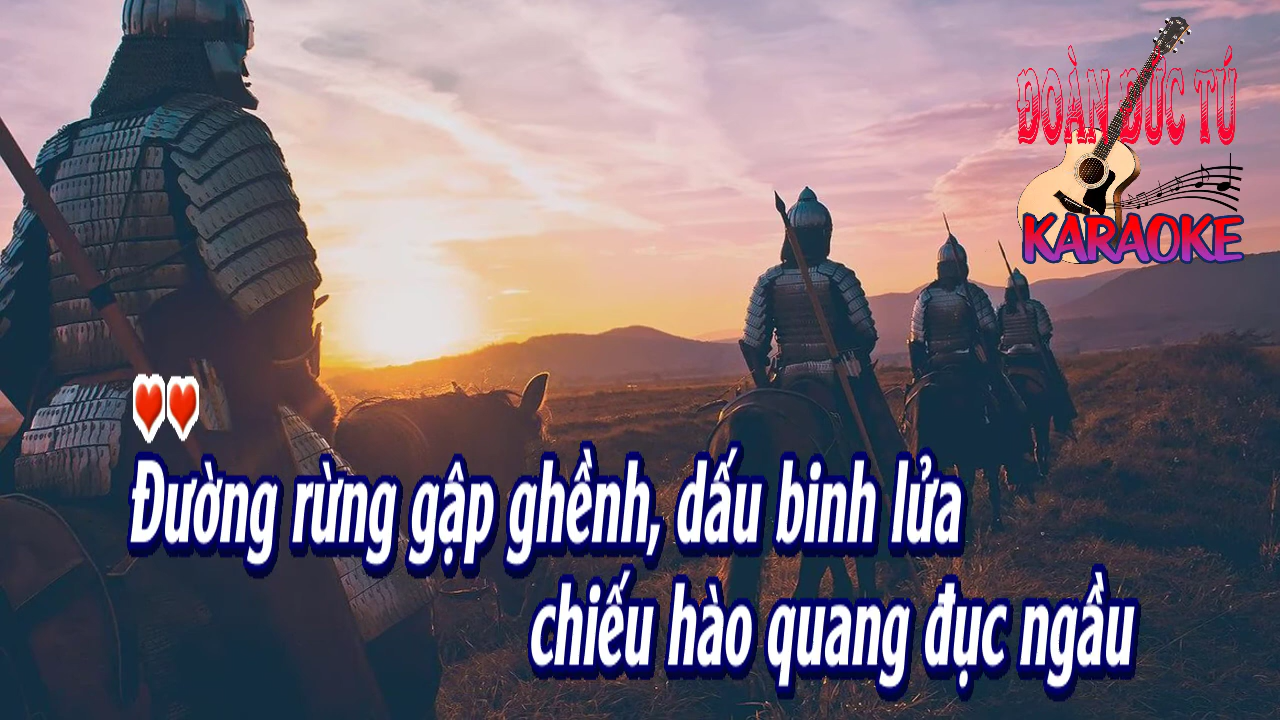 ĐOÀN ĐỨC TÚ
KARAOKE
Đường rừng gập ghềnh, dấu binh lửa
chiếu hào quang đục ngầu